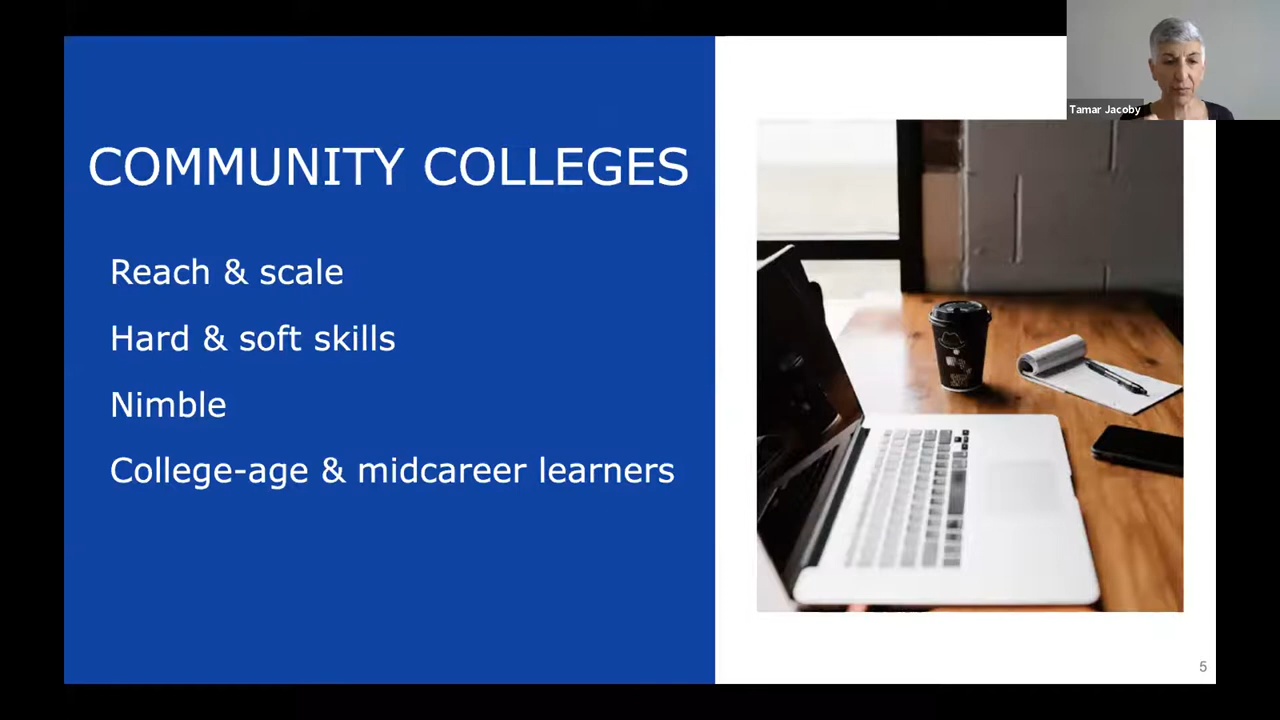 Tamar Jacoby
COMMUNITY COLLEGES
Reach & scale
Hard & soft skills
Nimble
College-age & midcareer learners
5